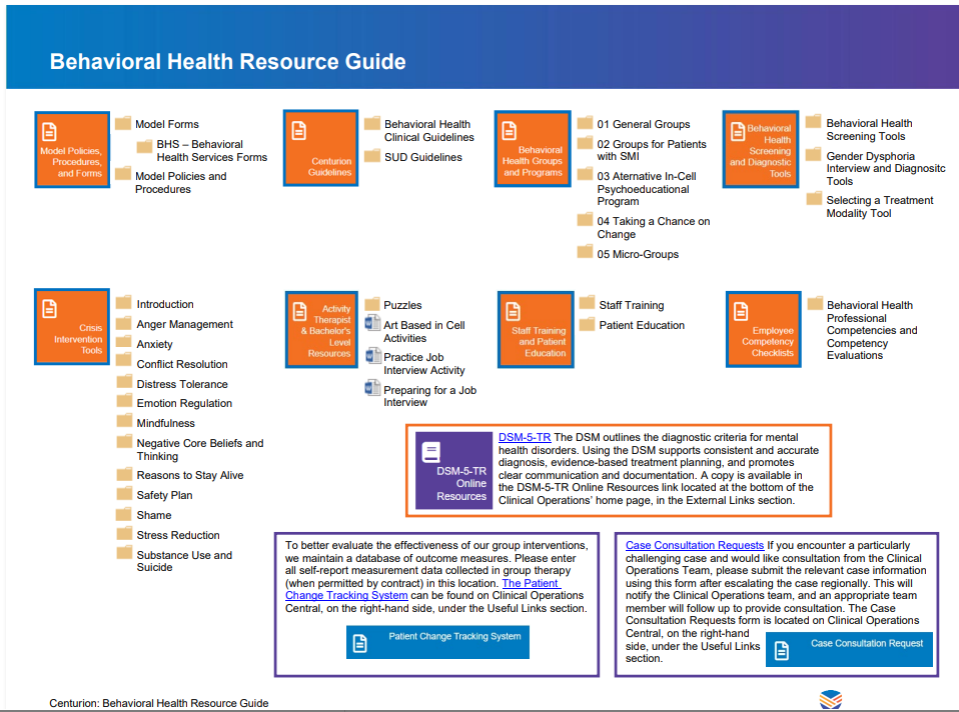 Behavioral Health Resource Guide
Model Policies,
Procedures,
and Forms
Model Forms
BHS – Behavioral
Health Services Forms
Model Policies and
Procedures
Centurion
Guidelines
Behavioral Health
Clinical Guidelines
SUD Guidelines
Behavioral
Health Groups
and Programs
01 General Groups
02 Groups for Patients
with SMI
03 Aternative In-Cell
Psychoeducational
Program
04 Taking a Chance on
Change
05 Micro-Groups
Behavioral
Health
Screening
and Diagnostic
Tools
Behavioral Health
Screening Tools
Gender Dysphoria
Interview and Diagnositc
Tools
Selecting a Treatment
Modality Tool
Crisis
Intervention
Tools
Introduction
Anger Management
Anxiety
Conflict Resolution
Distress Tolerance
Emotion Regulation
Mindfulness
Negative Core Beliefs and
Thinking
Reasons to Stay Alive
Safety Plan
Shame
Stress Reduction
Substance Use and
Suicide
Activity
Therapist
& Bachelor's
Level
Resources
Puzzles
Art Based in Cell
Activities
Practice Job
Interview Activity
Preparing for a Job
Interview
Staff Training
and Patient
Education
Staff Training
Patient Education
Employee
Competency
Checklists
Behavioral Health
Professional
Competencies and
Competency
Evaluations
DSM-5-TR
Online
Resources
DSM-5-TR The DSM outlines the diagnostic criteria for mental
health disorders. Using the DSM supports consistent and accurate
diagnosis, evidence-based treatment planning, and promotes
clear communication and documentation. A copy is available in
the DSM-5-TR Online Resources link located at the bottom of the
Clinical Operations' home page, in the External Links section.
To better evaluate the effectiveness of our group interventions,
we maintain a database of outcome measures. Please enter
all self-report measurement data collected in group therapy
(when permitted by contract) in this location. The Patient
Change Tracking System can be found on Clinical Operations
Central, on the right-hand side, under the Useful Links section.
Patient Change Tracking System
Case Consultation Requests If you encounter a particularly
challenging case and would like consultation from the Clinical
Operations Team, please submit the relevant case information
using this form after escalating the case regionally. This will
notify the Clinical Operations team, and an appropriate team
member will follow up to provide consultation. The Case
Consultation Requests form is located on Clinical Operations
Central, on the right-hand
side, under the Useful Links
section.
Case Consultation Request
Centurion: Behavioral Health Resource Guide